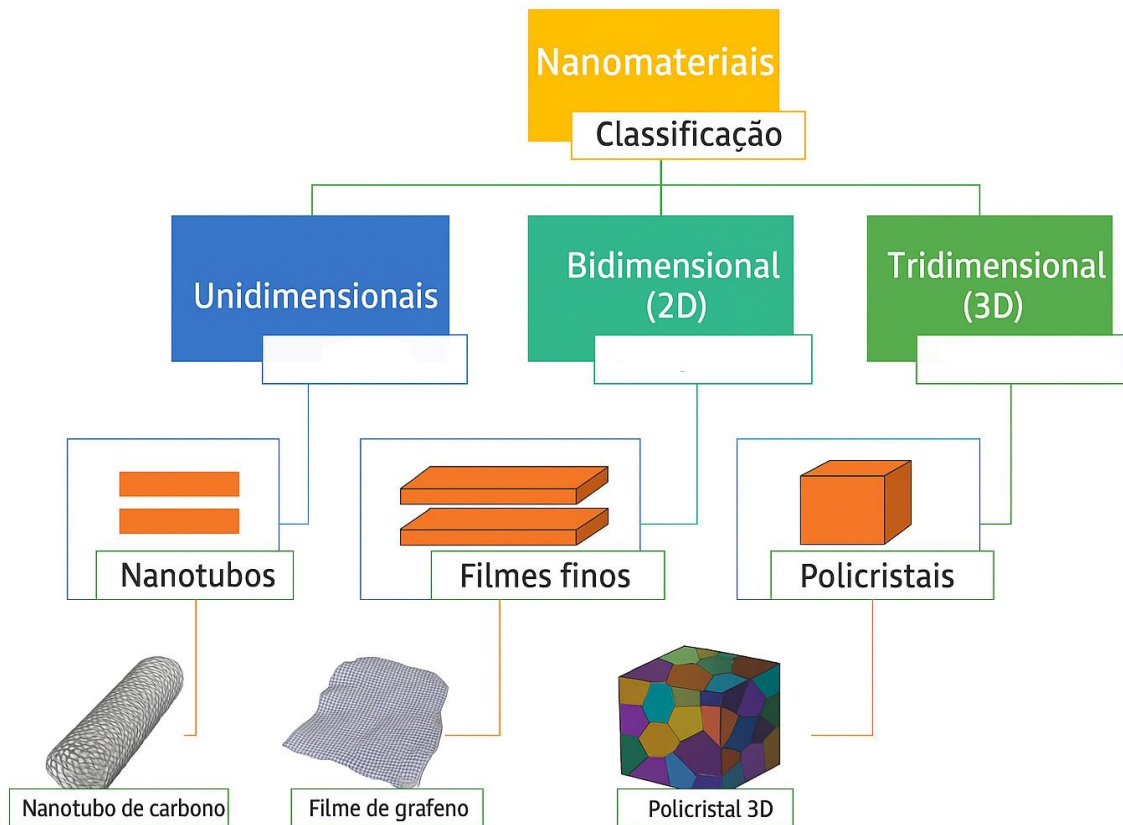 Nanomateriais
Classificação
Unidimensionais
Bidimensional
(2D)
Tridimensional
(3D)
Nanotubos
Filmes finos
Policristais
Nanotubo de carbono
Filme de grafeno
Policristal 3D